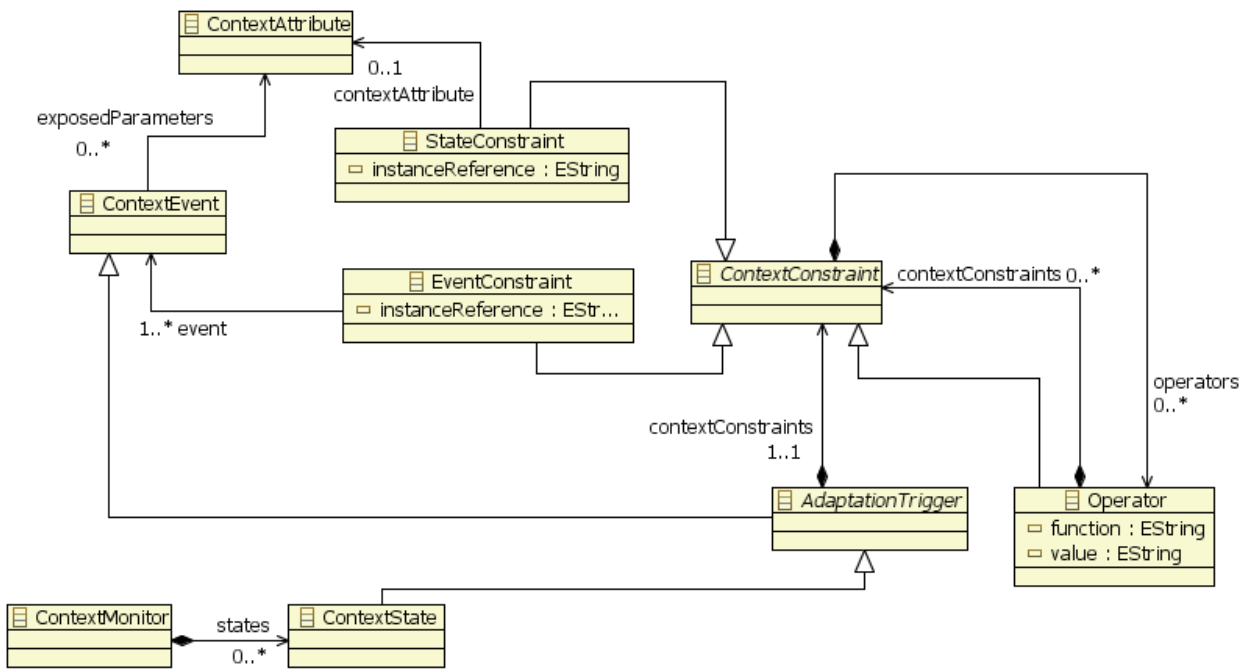 ContextAttribute
0..1
contextAttribute
exposedParameters
0..*
StateConstraint
instanceReference : EString
ContextEvent
EventConstraint
instanceReference : EStr...
1..* event
ContextConstraint
contextConstraints 0..*
operators
0..*
contextConstraints
1..1
AdaptationTrigger
Operator
function : EString
value : EString
ContextMonitor
states
0..*
ContextState